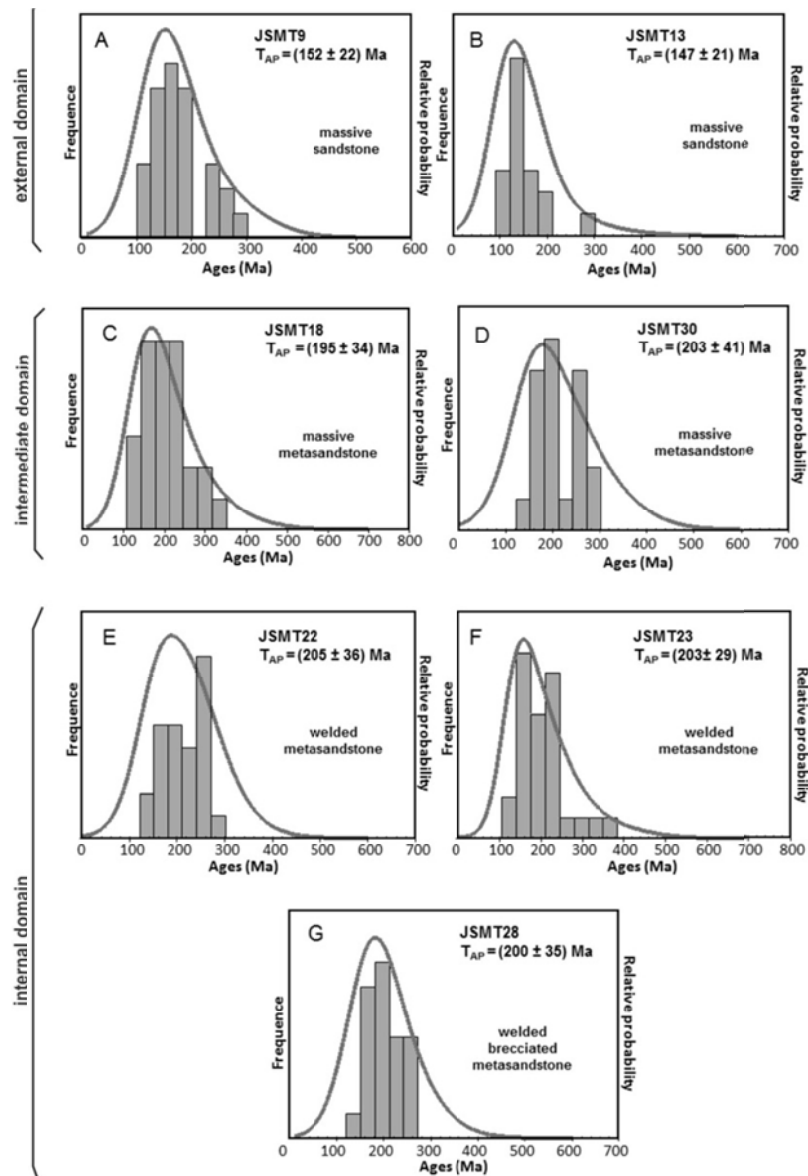 external domain
A
JSMT9
T_AP = (152 ± 22) Ma
massive
sandstone
Frequence
Relative probability
0 100 200 300 400 500 600
Ages (Ma)
B
JSMT13
T_AP = (147 ± 21) Ma
massive
sandstone
Frequence
Relative probability
0 100 200 300 400 500 600 700
Ages (Ma)
intermediate domain
C
JSMT18
T_AP = (195 ± 34) Ma
massive
metasandstone
Frequence
Relative probability
0 100 200 300 400 500 600 700 800
Ages (Ma)
D
JSMT30
T_AP = (203 ± 41) Ma
massive
metasandstone
Frequence
Relative probability
0 100 200 300 400 500 600 700
Ages (Ma)
internal domain
E
JSMT22
T_AP = (205 ± 36) Ma
welded
metasandstone
Frequence
Relative probability
0 100 200 300 400 500 600 700
Ages (Ma)
F
JSMT23
T_AP = (203± 29) Ma
welded
metasandstone
Frequence
Relative probability
0 100 200 300 400 500 600 700 800
Ages (Ma)
G
JSMT28
T_AP = (200 ± 35) Ma
welded
brecciated
metasandstone
Frequence
Relative probability
0 100 200 300 400 500 600 700
Ages (Ma)